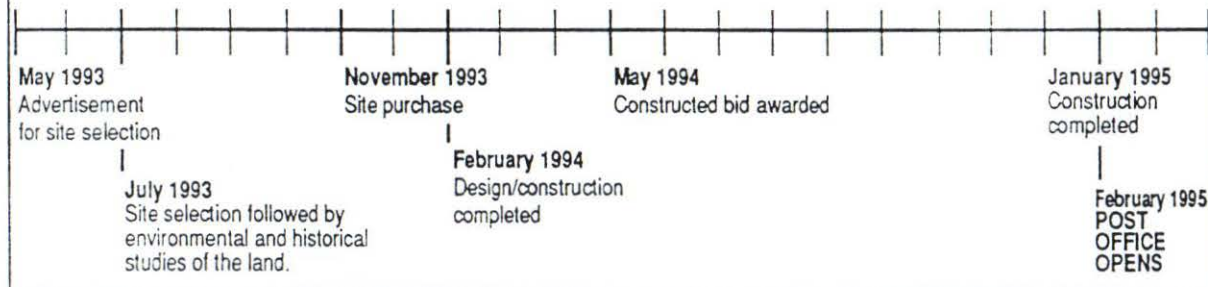 May 1993
Advertisement
for site selection
July 1993
Site selection followed by
environmental and historical
studies of the land.
November 1993
Site purchase
February 1994
Design/construction
completed
May 1994
Constructed bid awarded
January 1995
Construction
completed
February 1995
POST
OFFICE
OPENS